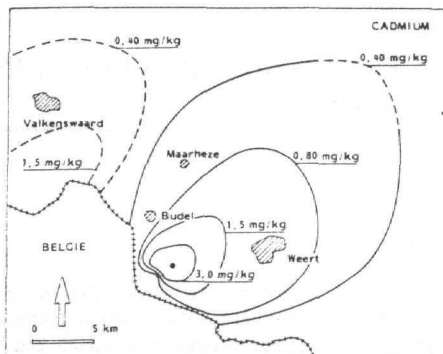 CADMIUM
0,40 mg/kg
0,40 mg/kg
Valkenswaard
Maarheze
0,80 mg/kg
1,5 mg/kg
Budel
1,5 mg/kg
BELGIE
Weert
3,0 mg/kg
0 5 km